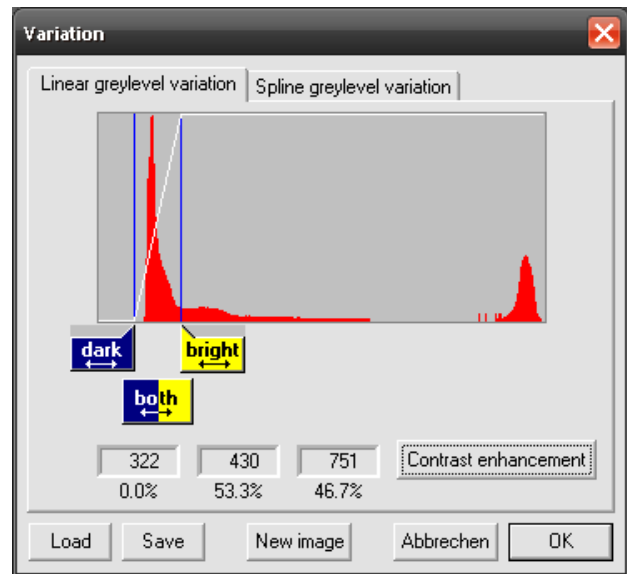 Variation
Linear greylevel variation Spline greylevel variation
dark bright
both
322 430 751 Contrast enhancement
0.0% 53.3% 46.7%
Load Save New image Abbrechen OK